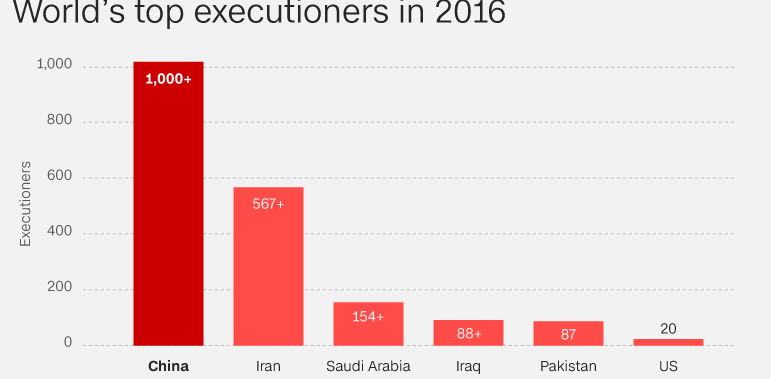 World's top executioners in 2016
Executioners
1,000
800
600
400
200
0
1,000+
567+
154+
88+
87
20
China
Iran
Saudi Arabia
Iraq
Pakistan
US